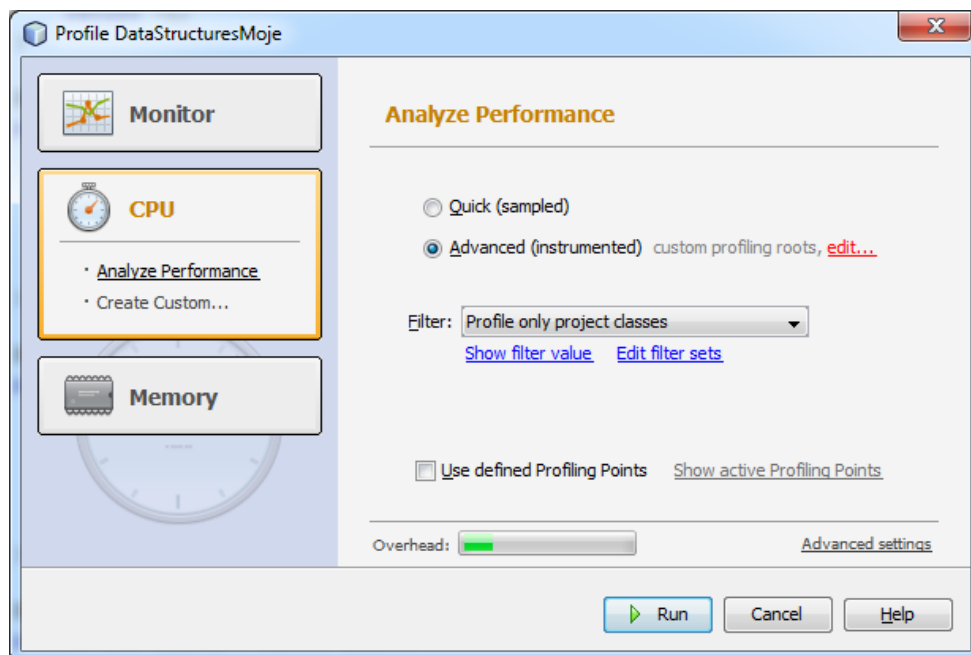 Profile DataStructuresMoje
Monitor
CPU
· Analyze Performance
· Create Custom...
Memory
Analyze Performance
Quick (sampled)
Advanced (instrumented) custom profiling roots, edit...
Filter: Profile only project classes
Show filter value Edit filter sets
Use defined Profiling Points Show active Profiling Points
Overhead: Advanced settings
Run Cancel Help